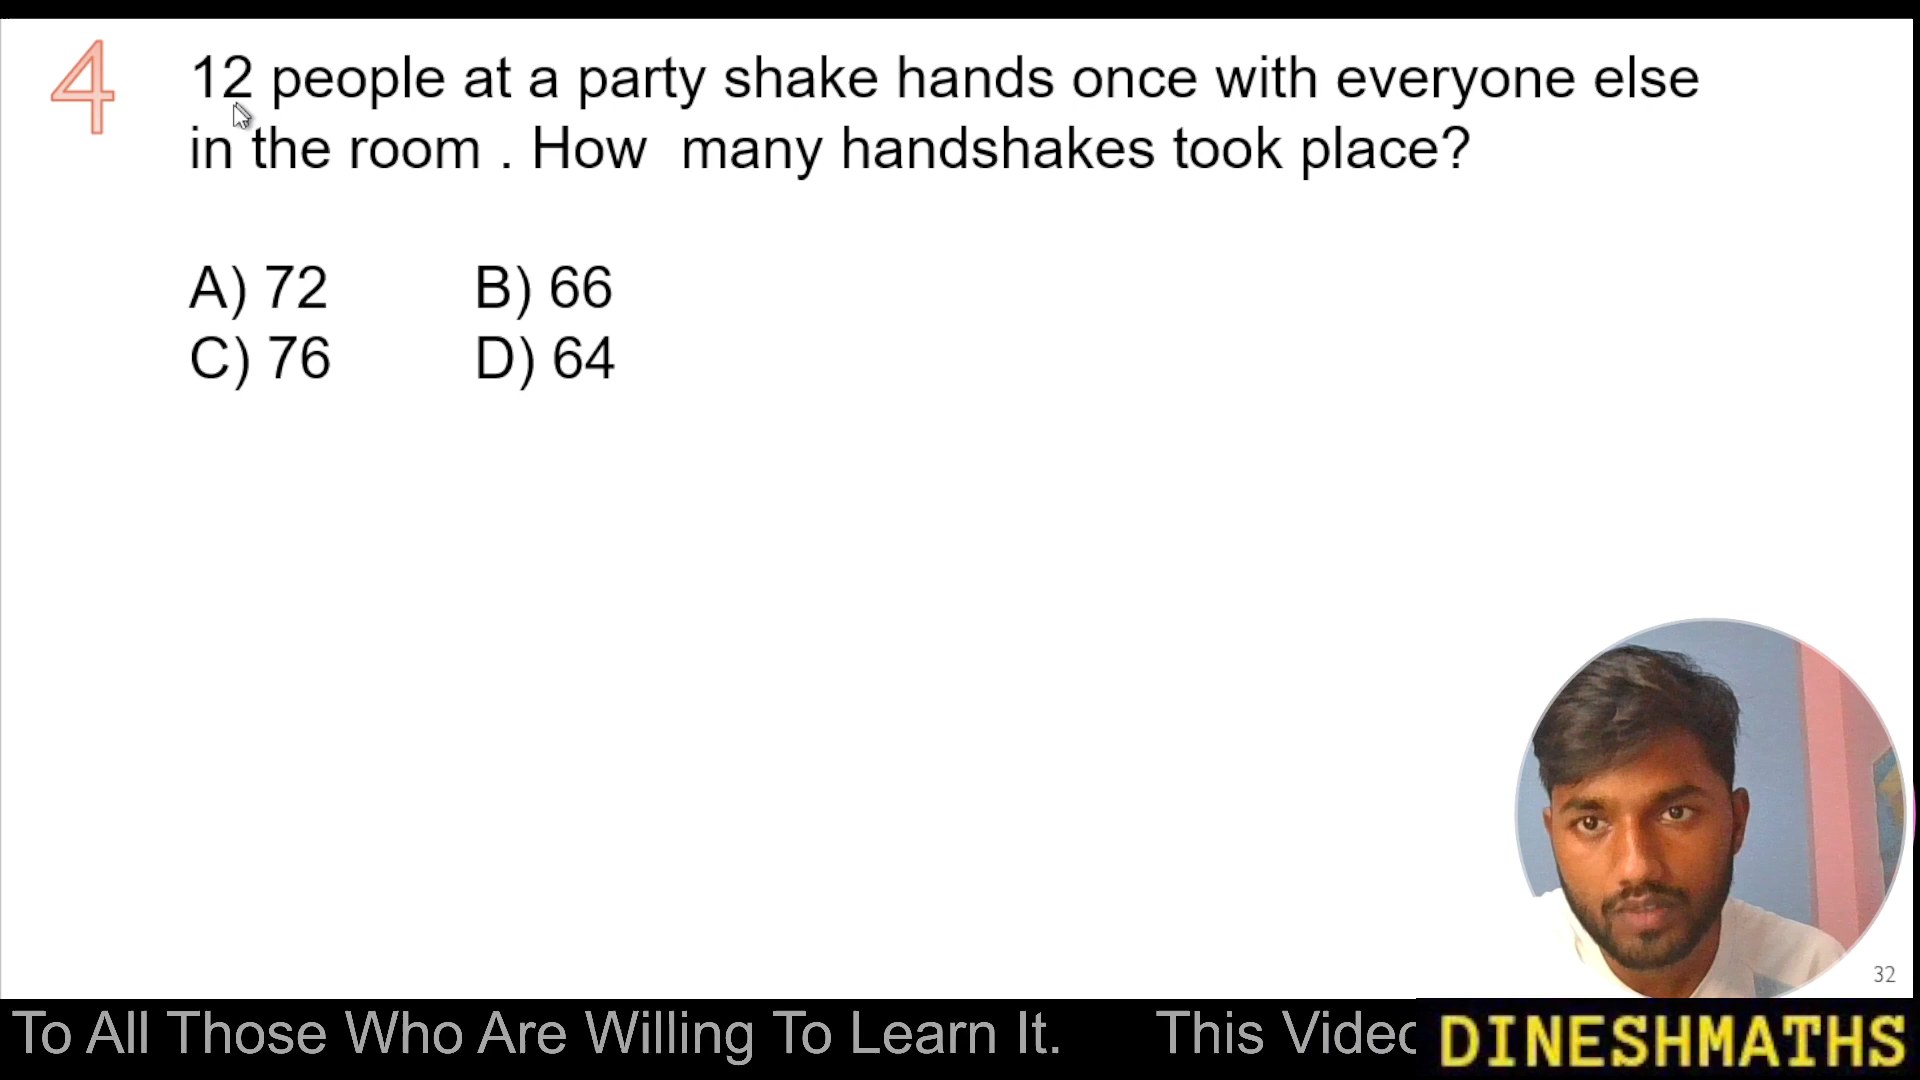 4
12 people at a party shake hands once with everyone else
in the room . How  many handshakes took place?
A) 72 B) 66
C) 76 D) 64
32
To All Those Who Are Willing To Learn It. This Video
DINESHMATHS